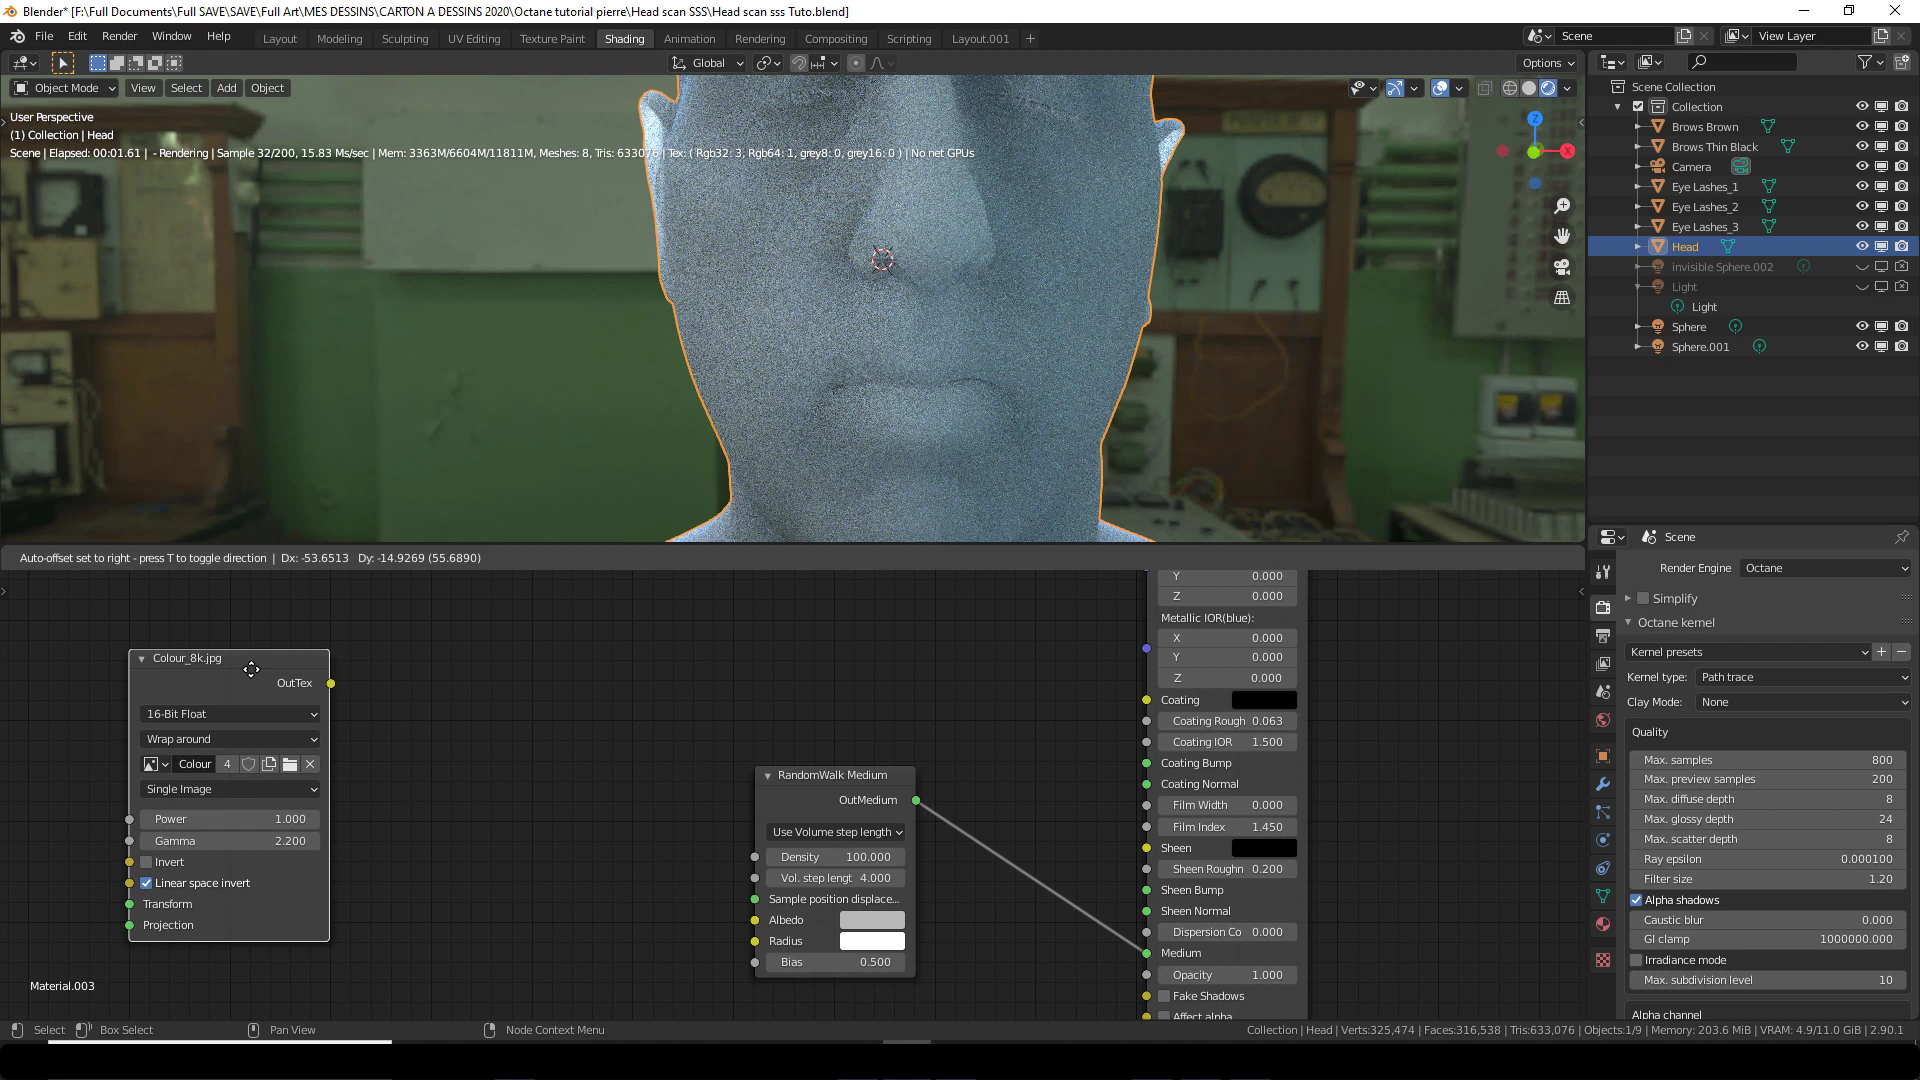 Blender* [F:\Full Documents\Full SAVE\SAVE\Full Art\MES DESSINS\CARTON A DESSINS 2020\Octane tutorial pierre\Head scan SSS\Head scan sss Tuto.blend]
File Edit Render Window Help Layout Modeling Sculpting UV Editing Texture Paint Shading Animation Rendering Compositing Scripting Layout.001 + Scene View Layer
Global Options
Object Mode View Select Add Object
User Perspective
(1) Collection | Head
Scene | Elapsed: 00:01.61 | - Rendering | Sample 32/200, 15.83 Ms/sec | Mem: 3363M/6604M/11811M, Meshes: 8, Tris: 633076 | Tex: ( Rgb32: 3, Rgb64: 1, grey8: 0, grey16: 0 ) | No net GPUs
Z
X
Scene Collection
Collection
Brows Brown
Brows Thin Black
Camera
Eye Lashes_1
Eye Lashes_2
Eye Lashes_3
Head
invisible Sphere.002
Light
Light
Sphere
Sphere.001
Auto-offset set to right - press T to toggle direction | Dx: -53.6513 Dy: -14.9269 (55.6890)
Colour_8k.jpg
OutTex
16-Bit Float
Wrap around
Colour 4
Single Image
Power 1.000
Gamma 2.200
Invert
Linear space invert
Transform
Projection
Material.003
RandomWalk Medium
OutMedium
Use Volume step length
Density 100.000
Vol. step lengt 4.000
Sample position displace...
Albedo
Radius
Bias 0.500
Y 0.000
Z 0.000
Metallic IOR(blue):
X 0.000
Y 0.000
Z 0.000
Coating
Coating Rough 0.063
Coating IOR 1.500
Coating Bump
Coating Normal
Film Width 0.000
Film Index 1.450
Sheen
Sheen Roughn 0.200
Sheen Bump
Sheen Normal
Dispersion Co 0.000
Medium
Opacity 1.000
Fake Shadows
Affect alpha
Scene
Render Engine Octane
Simplify
Octane kernel
Kernel presets
Kernel type: Path trace
Clay Mode: None
Quality
Max. samples 800
Max. preview samples 200
Max. diffuse depth 8
Max. glossy depth 24
Max. scatter depth 8
Ray epsilon 0.000100
Filter size 1.20
Alpha shadows
Caustic blur 0.000
GI clamp 1000000.000
Irradiance mode
Max. subdivision level 10
Alpha channel
Select Box Select Pan View Node Context Menu
Collection | Head | Verts:325,474 | Faces:316,538 | Tris:633,076 | Objects:1/9 | Memory: 203.6 MiB | VRAM: 4.9/11.0 GiB | 2.90.1